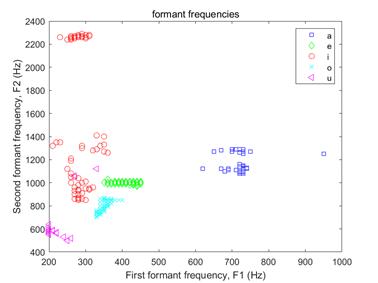 formant frequencies
2400
2200
2000
1800
1600
1400
1200
1000
800
600
400
Second formant frequency, F2 (Hz)
a
e
i
o
u
200 300 400 500 600 700 800 900 1000
First formant frequency, F1 (Hz)